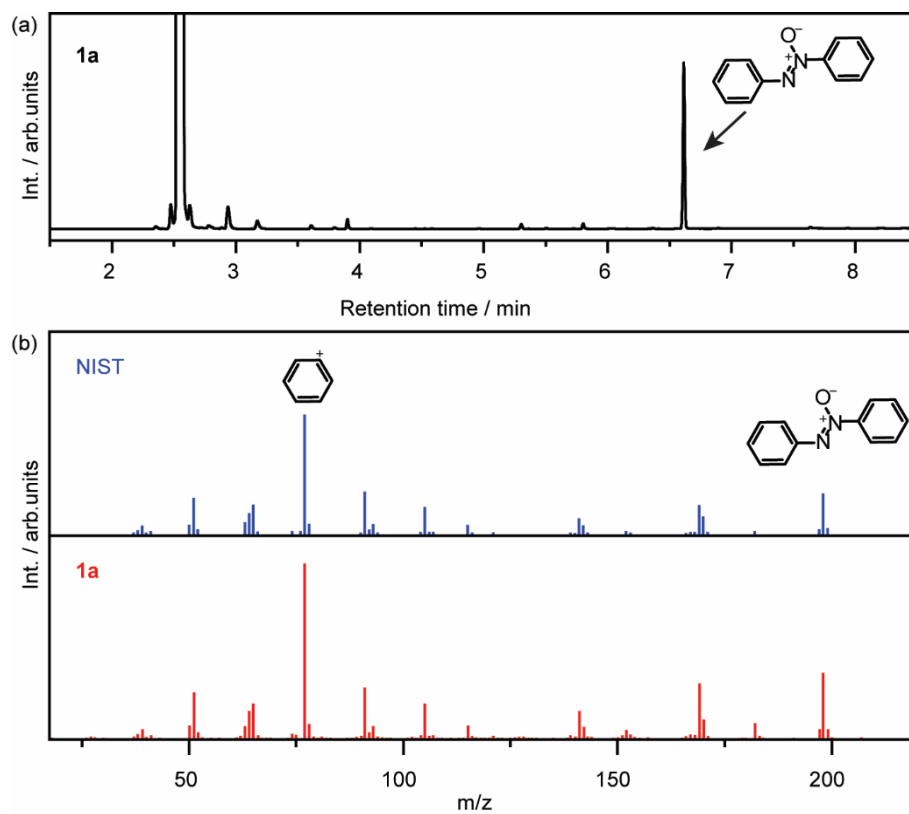 (a)
1a
O−
+
N
N
Int. / arb.units
2 3 4 5 6 7 8
Retention time / min
(b)
NIST
+
O−
+
N
N
1a
Int. / arb.units
50 100 150 200
m/z